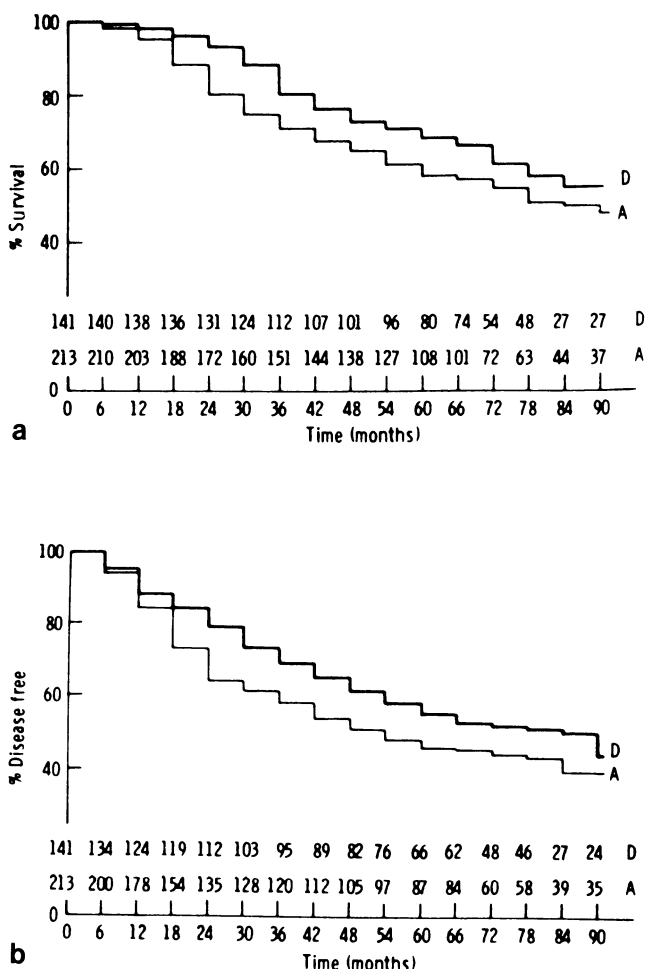 100
80
60
40
% Survival
D
A
141 140 138 136 131 124 112 107 101 96 80 74 54 48 27 27 D
213 210 203 188 172 160 151 144 138 127 108 101 72 63 44 37 A
0
0 6 12 18 24 30 36 42 48 54 60 66 72 78 84 90
Time (months)
a
100
80
60
40
% Disease free
D
A
141 134 124 119 112 103 95 89 82 76 66 62 48 46 27 24 D
213 200 178 154 135 128 120 112 105 97 87 84 60 58 39 35 A
0
0 6 12 18 24 30 36 42 48 54 60 66 72 78 84 90
Time (months)
b